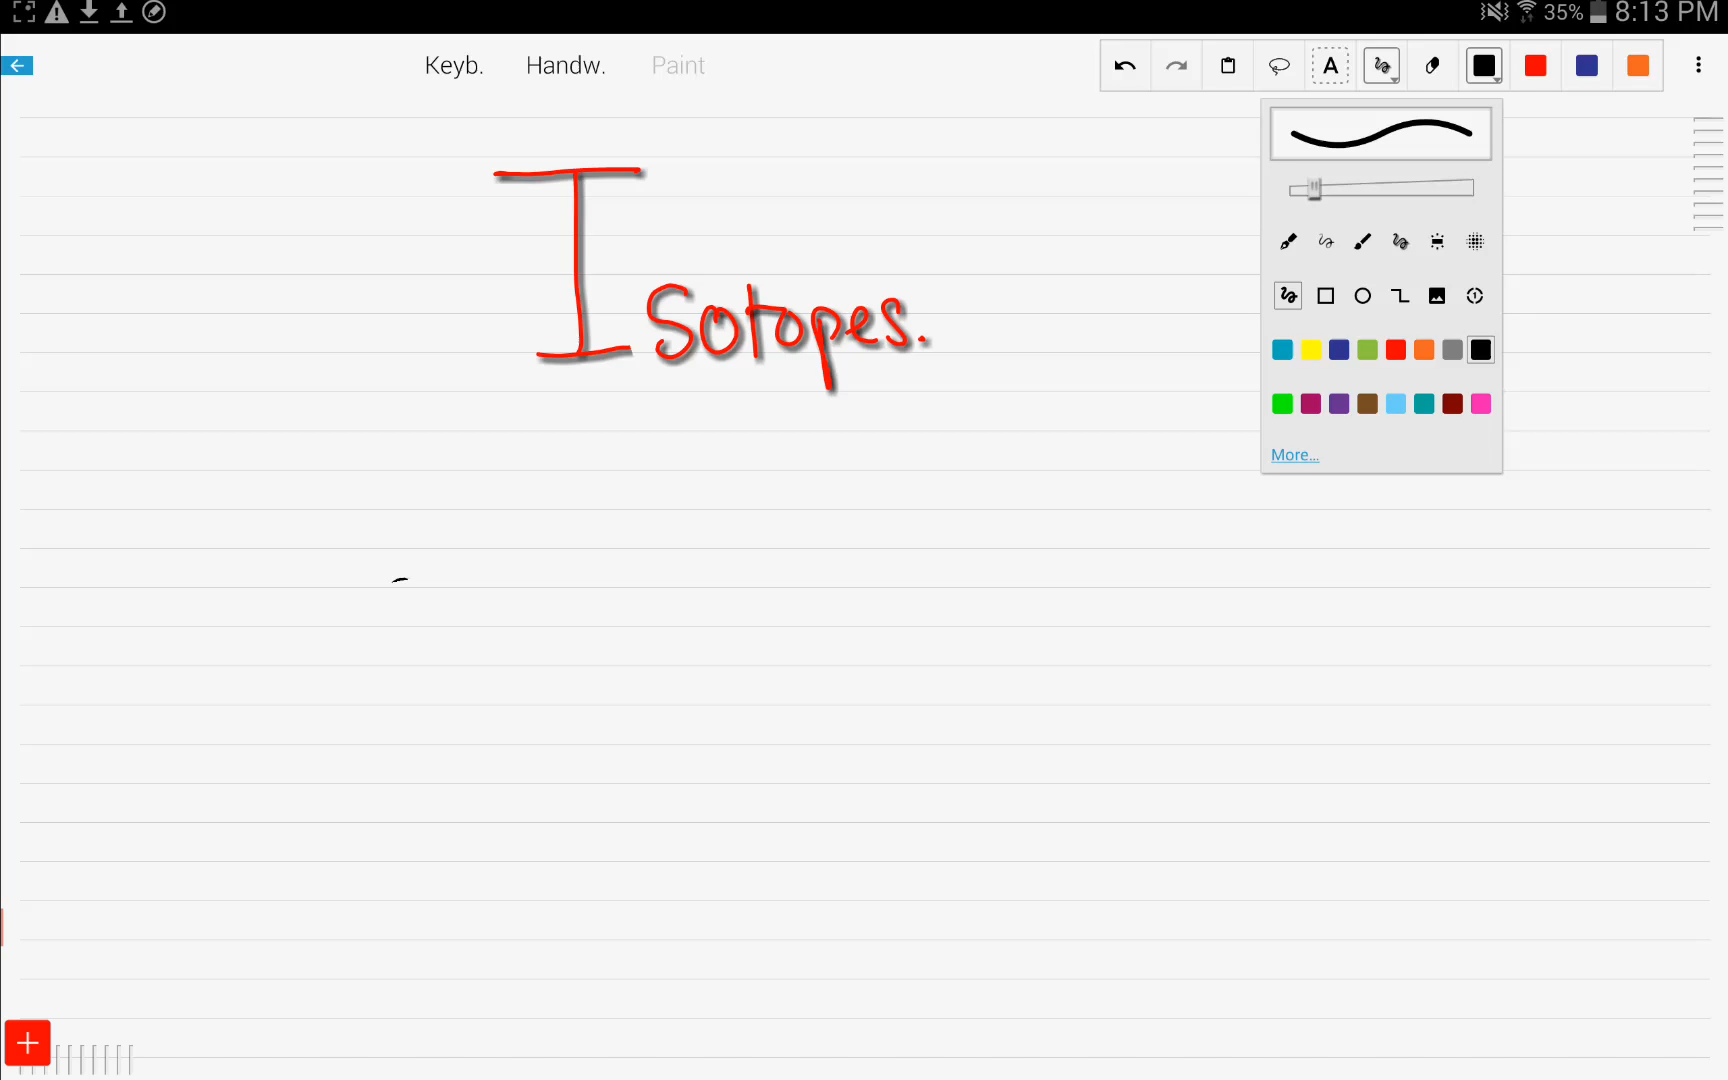 35% 8:13 PM
Keyb. Handw. Paint
A
Isotopes.
More...